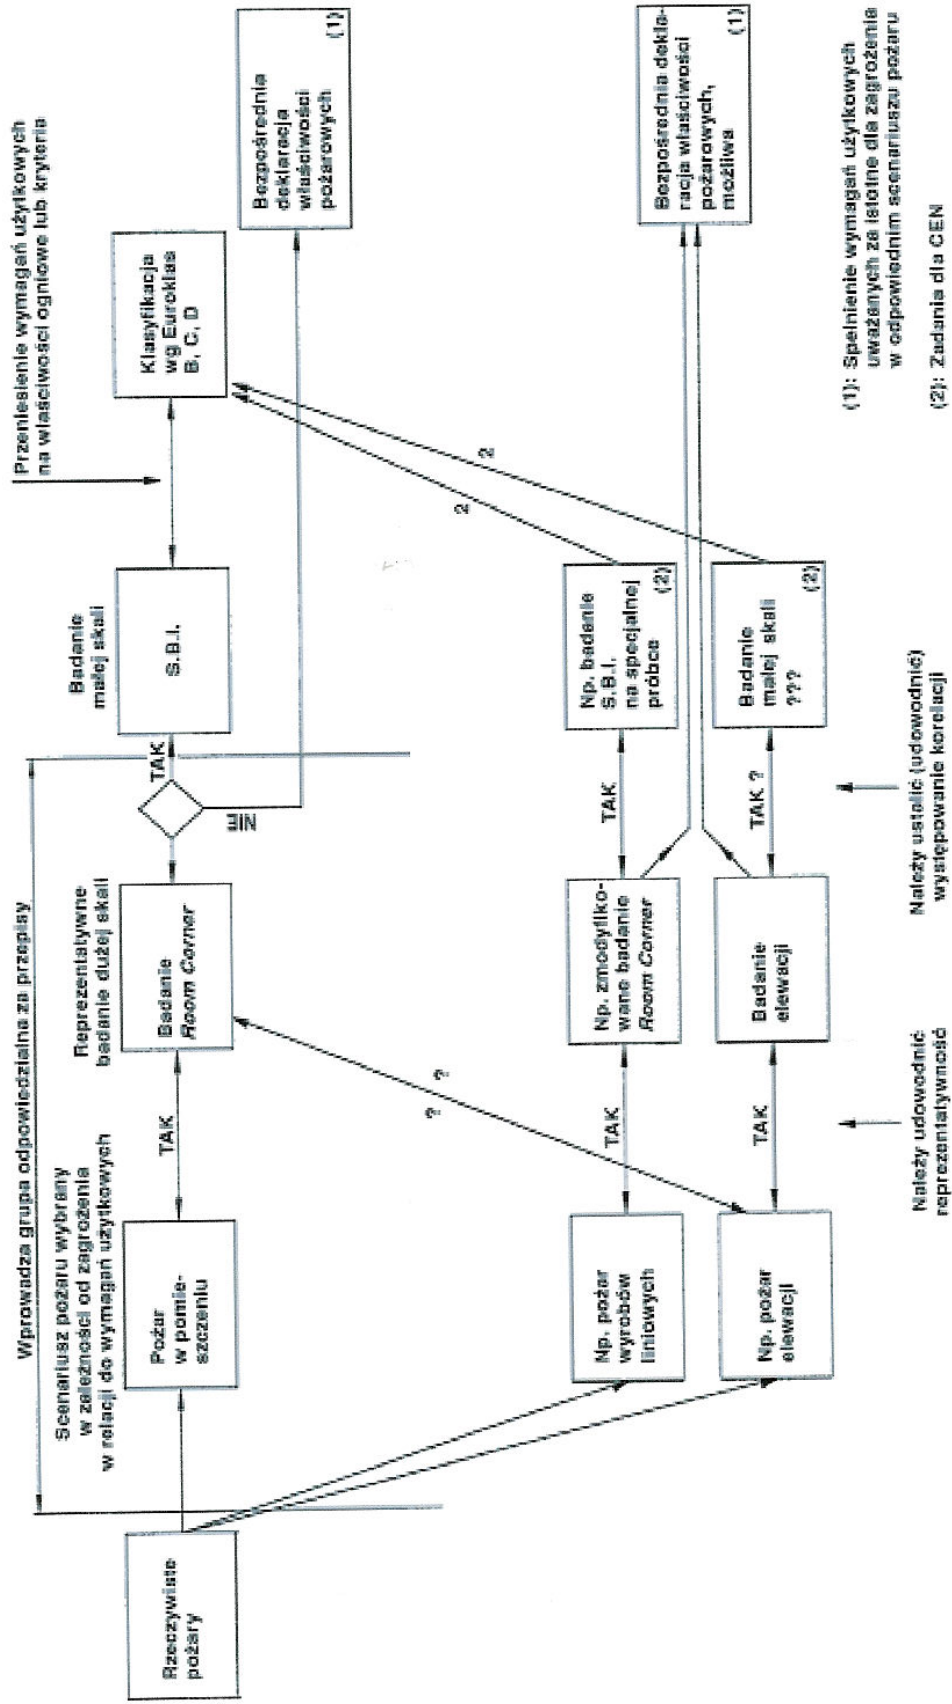 Wprowadza grupa odpowiedzialna za przepisy
Przeniesienie wymagań użytkowych
na właściwości ogniowe lub kryteria
Scenariusz pożaru wybrany
w zależności od zagrożenia
w relacji do wymagań użytkowych
Reprezentatywne
badanie dużej skali
Badanie
małej skali
Rzeczywiste
pożary
Pożar
w pomie-
szczeniu
TAK
Badanie
Room Corner
TAK
NIE
S.B.I.
Klasyfikacja
wg Euroklas
B, C, D
Bezpośrednia
deklaracja
właściwości
pożarowych
(1)
? ?
2
2
Np. pożar
wyrobów
liniowych
TAK
Np. zmodyfiko-
wane badanie
Room Corner
TAK
Np. badanie
S.B.I.
na specjalnej
próbce
(2)
Bezpośrednia dekla-
racja właściwości
pożarowych,
możliwa
(1)
Np. pożar
elewacji
TAK
Badanie
elewacji
TAK ?
Badanie
małej skali
???
(2)
Należy udowodnić
reprezentatywność
Należy ustalić (udowodnić)
występowanie korelacji
(1): Spełnienie wymagań użytkowych
uważanych za istotne dla zagrożenia
w odpowiednim scenariuszu pożaru
(2): Zadania dla CEN